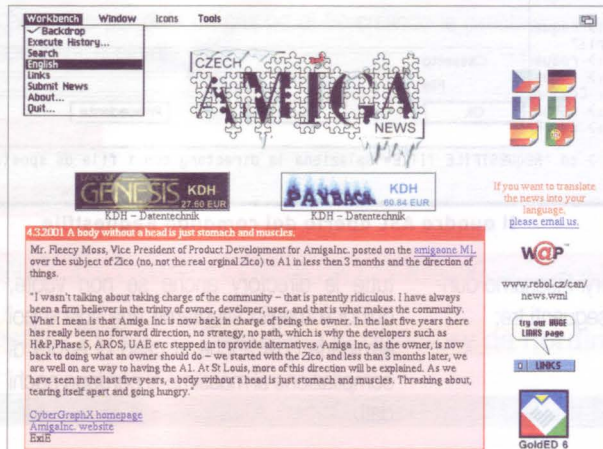 Workbench Window Icons Tools
Backdrop
Execute History...
Search
English
Links
Submit News
About...
Quit...
CZECH
AMIGA
NEWS
GENESIS KDH
27.60 EUR
KDH – Datentechnik
PAYBACK KDH
60.84 EUR
KDH – Datentechnik
If you want to translate
the news into your
language,
please email us.
W@P™
www.rebol.cz/can/
news.wml
try our HUGE
LINKS page
LINKS
GoldED 6
4.3.2001 A body without a head is just stomach and muscles.
Mr. Fleecy Moss, Vice President of Product Development for AmigaInc. posted on the amigaone ML
over the subject of Zico (no, not the real orginal Zico) to A1 in less then 3 months and the direction of
things.
"I wasn't talking about taking charge of the community – that is patently ridiculous. I have always
been a firm believer in the trinity of owner, developer, user, and that is what makes the community.
What I mean is that Amiga Inc is now back in charge of being the owner. In the last five years there
has really been no forward direction, no strategy, no path, which is why the developers such as
H&P, Phase 5, AROS, UAE etc stepped in to provide alternatives. Amiga Inc, as the owner, is now
back to doing what an owner should do – we started with the Zico, and less than 3 months later, we
are well on are way to having the A1. At St Louis, more of this direction will be explained. As we
have seen in the last five years, a body without a head is just stomach and muscles. Thrashing about,
tearing itself apart and going hungry."
CyberGraphX homepage
AmigaInc. website
ExiE